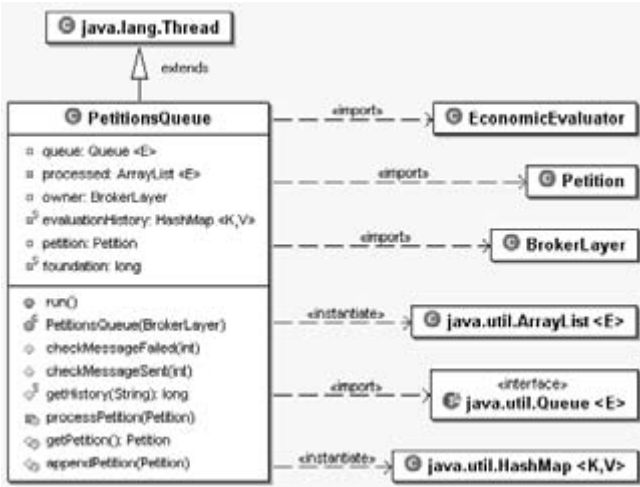 java.lang.Thread
extends
PetitionsQueue
queue: Queue <E>
processed: ArrayList <E>
owner: BrokerLayer
evaluationHistory: HashMap <K,V>
petition: Petition
foundation: long
run()
PetitionsQueue(BrokerLayer)
checkMessageFailed(int)
checkMessageSent(int)
getHistory(String): long
processPetition(Petition)
getPetition(): Petition
appendPetition(Petition)
«import»
EconomicEvaluator
«import»
Petition
«import»
BrokerLayer
«instantiate»
java.util.ArrayList <E>
«import»
«interface»
java.util.Queue <E>
«instantiate»
java.util.HashMap <K,V>